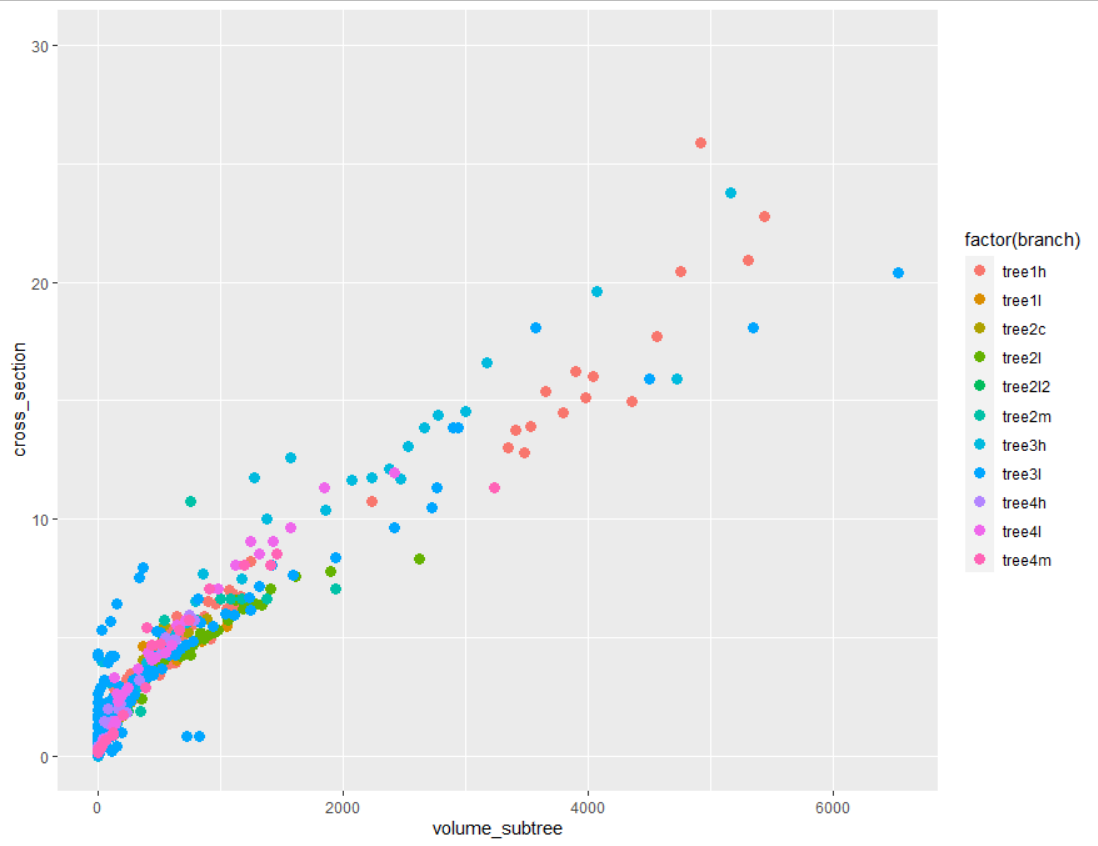 30
20
10
0
cross_section
0
2000
4000
6000
volume_subtree
factor(branch)
tree1h
tree1l
tree2c
tree2l
tree2l2
tree2m
tree3h
tree3l
tree4h
tree4l
tree4m